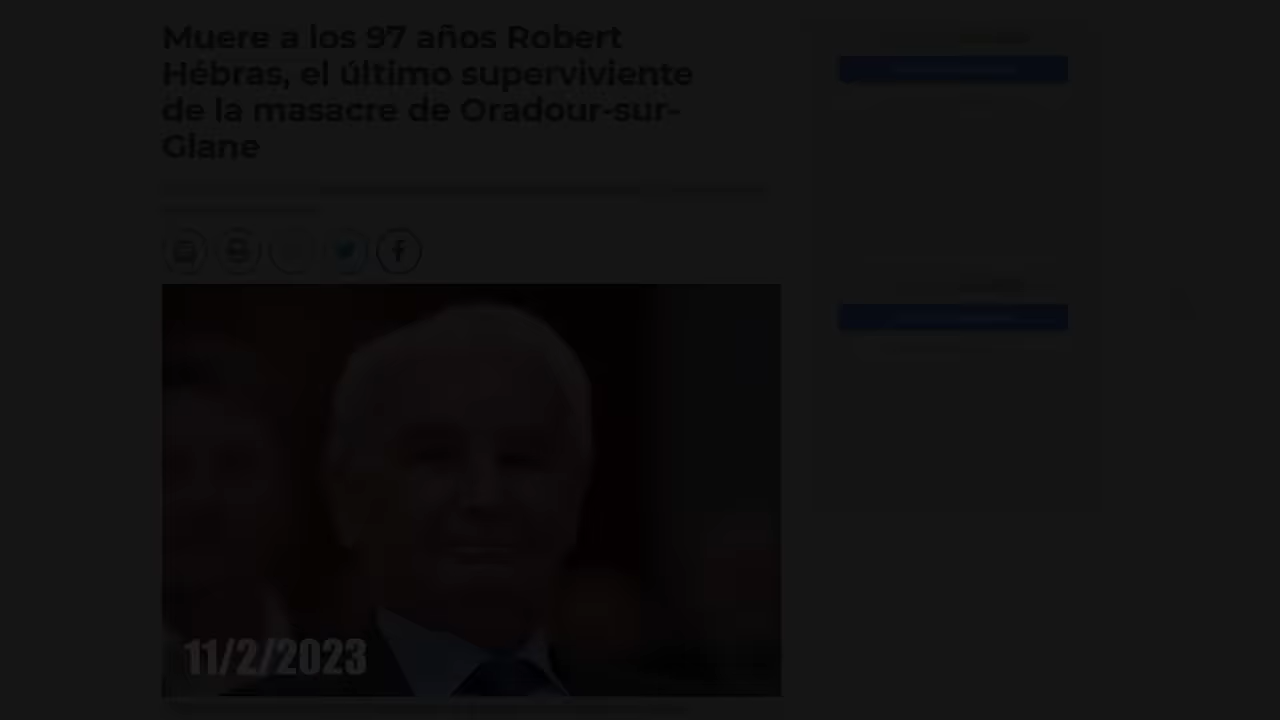 Muere a los 97 años Robert
Hébras, el último superviviente
de la masacre de Oradour-sur-
Glane
11/2/2023